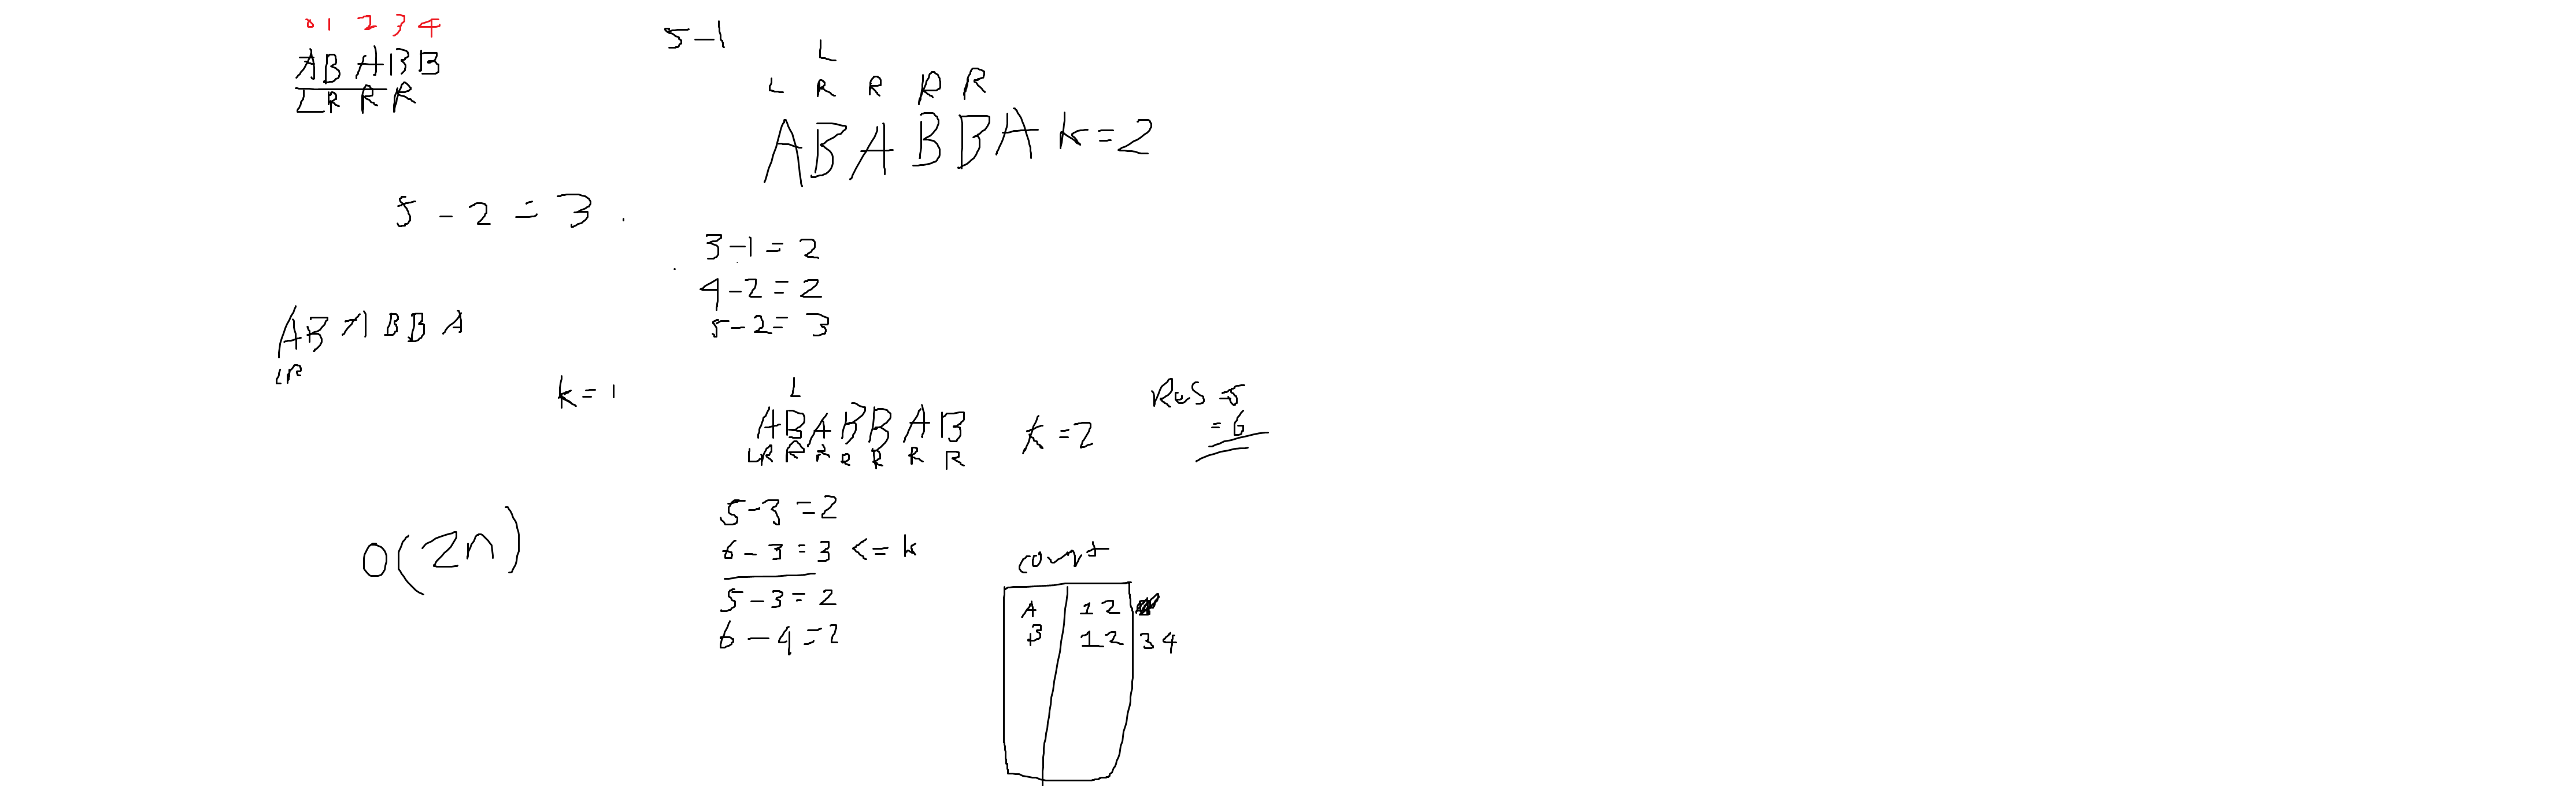 0 1 2 3 4
ABABB
LRRR
5-1
L
L R R R R
ABABBA k=2
5-2=3
3-1=2
4-2=2
5-2=3
ABABBA
LR
k=1
L
ABABBAB k=2
LR R R R R R R
Res=5
=6
5-3=2
6-3=3 <= k
5-3=2
6-4=2
O(2n)
count
A 1 2
B 1 2 3 4